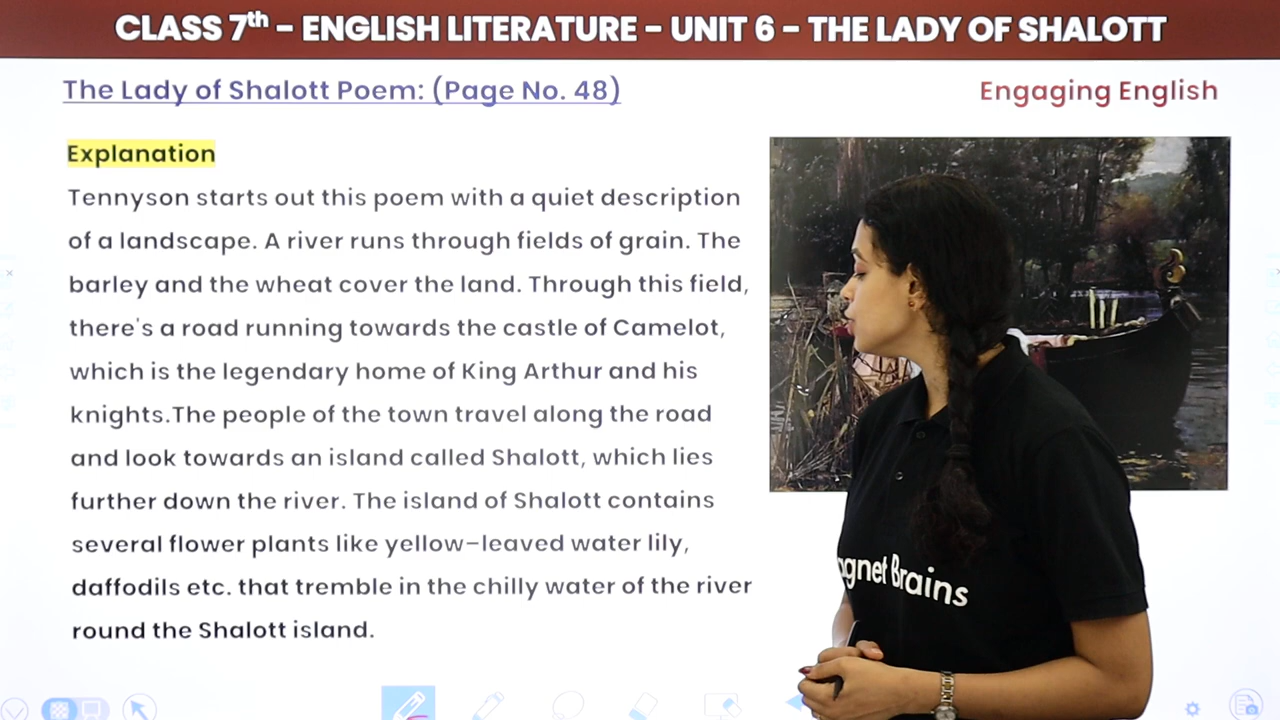 CLASS 7th – ENGLISH LITERATURE – UNIT 6 – THE LADY OF SHALOTT
The Lady of Shalott Poem: (Page No. 48)
Engaging English
Explanation
Tennyson starts out this poem with a quiet description
of a landscape. A river runs through fields of grain. The
barley and the wheat cover the land. Through this field,
there's a road running towards the castle of Camelot,
which is the legendary home of King Arthur and his
knights.The people of the town travel along the road
and look towards an island called Shalott, which lies
further down the river. The island of Shalott contains
several flower plants like yellow–leaved water lily,
daffodils etc. that tremble in the chilly water of the river
round the Shalott island.
agnet Brains